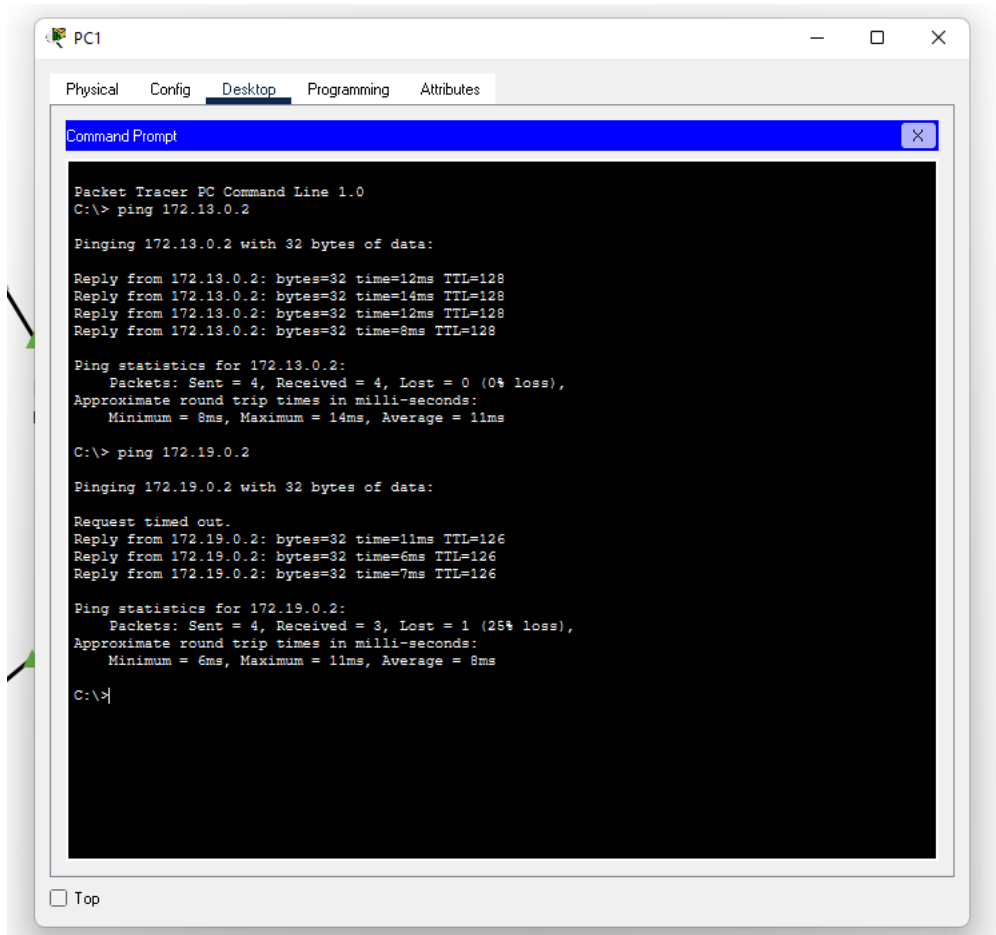 PC1
Physical Config Desktop Programming Attributes
Command Prompt
X
Packet Tracer PC Command Line 1.0
C:\> ping 172.13.0.2
Pinging 172.13.0.2 with 32 bytes of data:
Reply from 172.13.0.2: bytes=32 time=12ms TTL=128
Reply from 172.13.0.2: bytes=32 time=14ms TTL=128
Reply from 172.13.0.2: bytes=32 time=12ms TTL=128
Reply from 172.13.0.2: bytes=32 time=8ms TTL=128
Ping statistics for 172.13.0.2:
Packets: Sent = 4, Received = 4, Lost = 0 (0% loss),
Approximate round trip times in milli-seconds:
Minimum = 8ms, Maximum = 14ms, Average = 11ms
C:\> ping 172.19.0.2
Pinging 172.19.0.2 with 32 bytes of data:
Request timed out.
Reply from 172.19.0.2: bytes=32 time=11ms TTL=126
Reply from 172.19.0.2: bytes=32 time=6ms TTL=126
Reply from 172.19.0.2: bytes=32 time=7ms TTL=126
Ping statistics for 172.19.0.2:
Packets: Sent = 4, Received = 3, Lost = 1 (25% loss),
Approximate round trip times in milli-seconds:
Minimum = 6ms, Maximum = 11ms, Average = 8ms
C:\>
Top